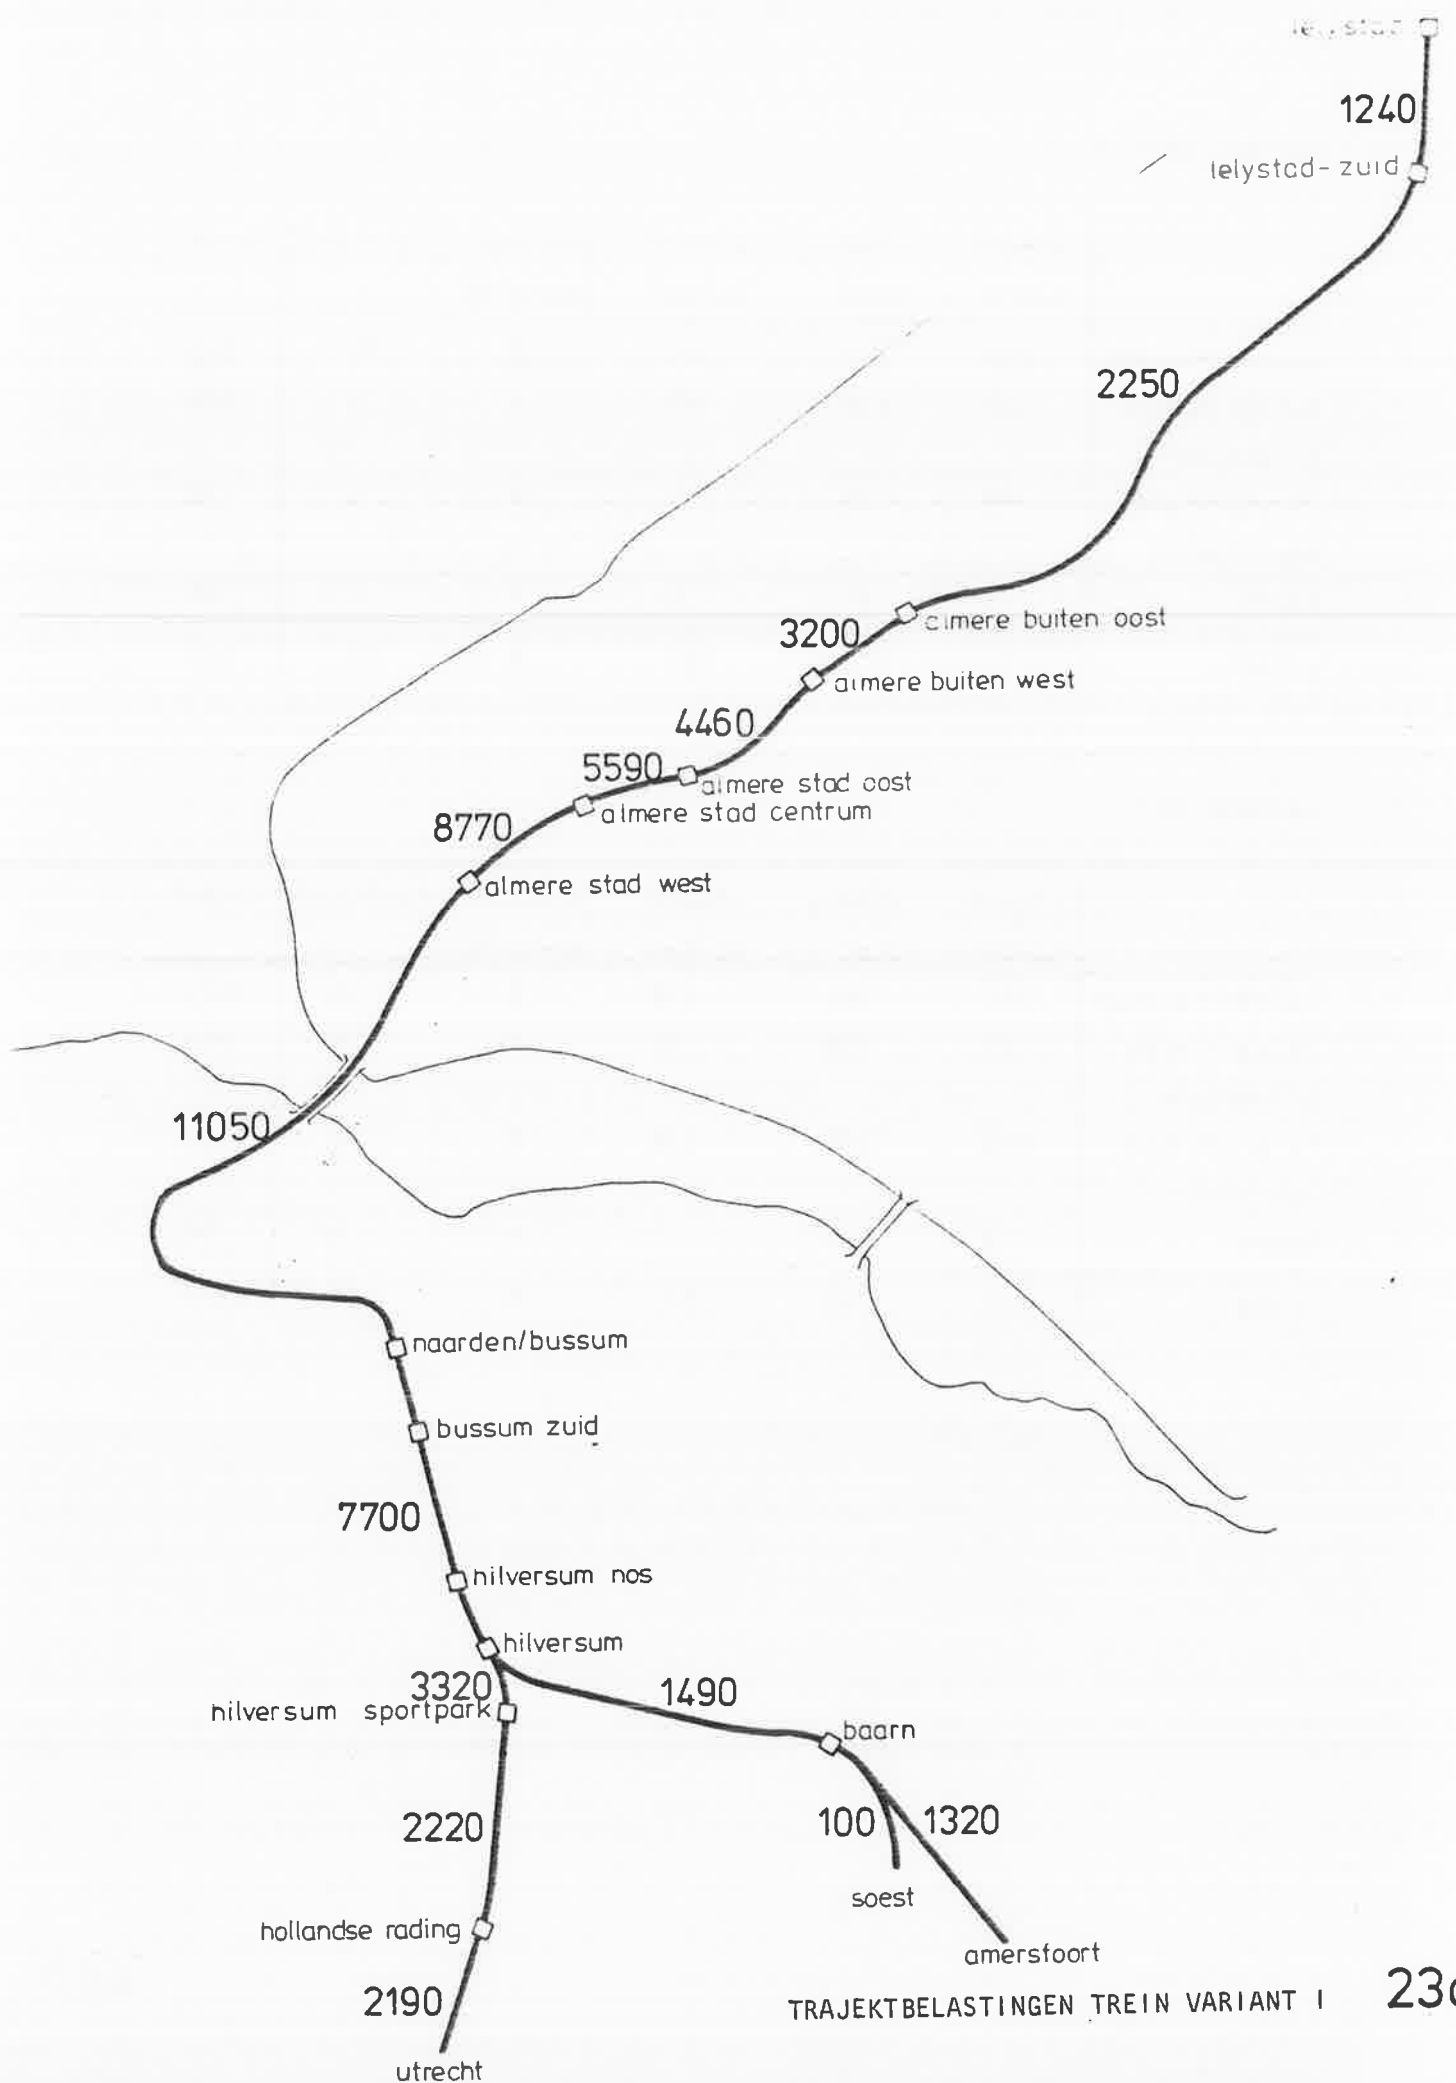 lelystad
1240
lelystad-zuid
2250
almere buiten oost
3200
almere buiten west
4460
5590
almere stad oost
almere stad centrum
8770
almere stad west
11050
naarden/bussum
bussum zuid
7700
hilversum nos
hilversum
3320
1490
hilversum sportpark
baarn
100 1320
2220
soest
hollandse rading
amersfoort
2190
TRAJEKTBELASTINGEN TREIN VARIANT I
utrecht